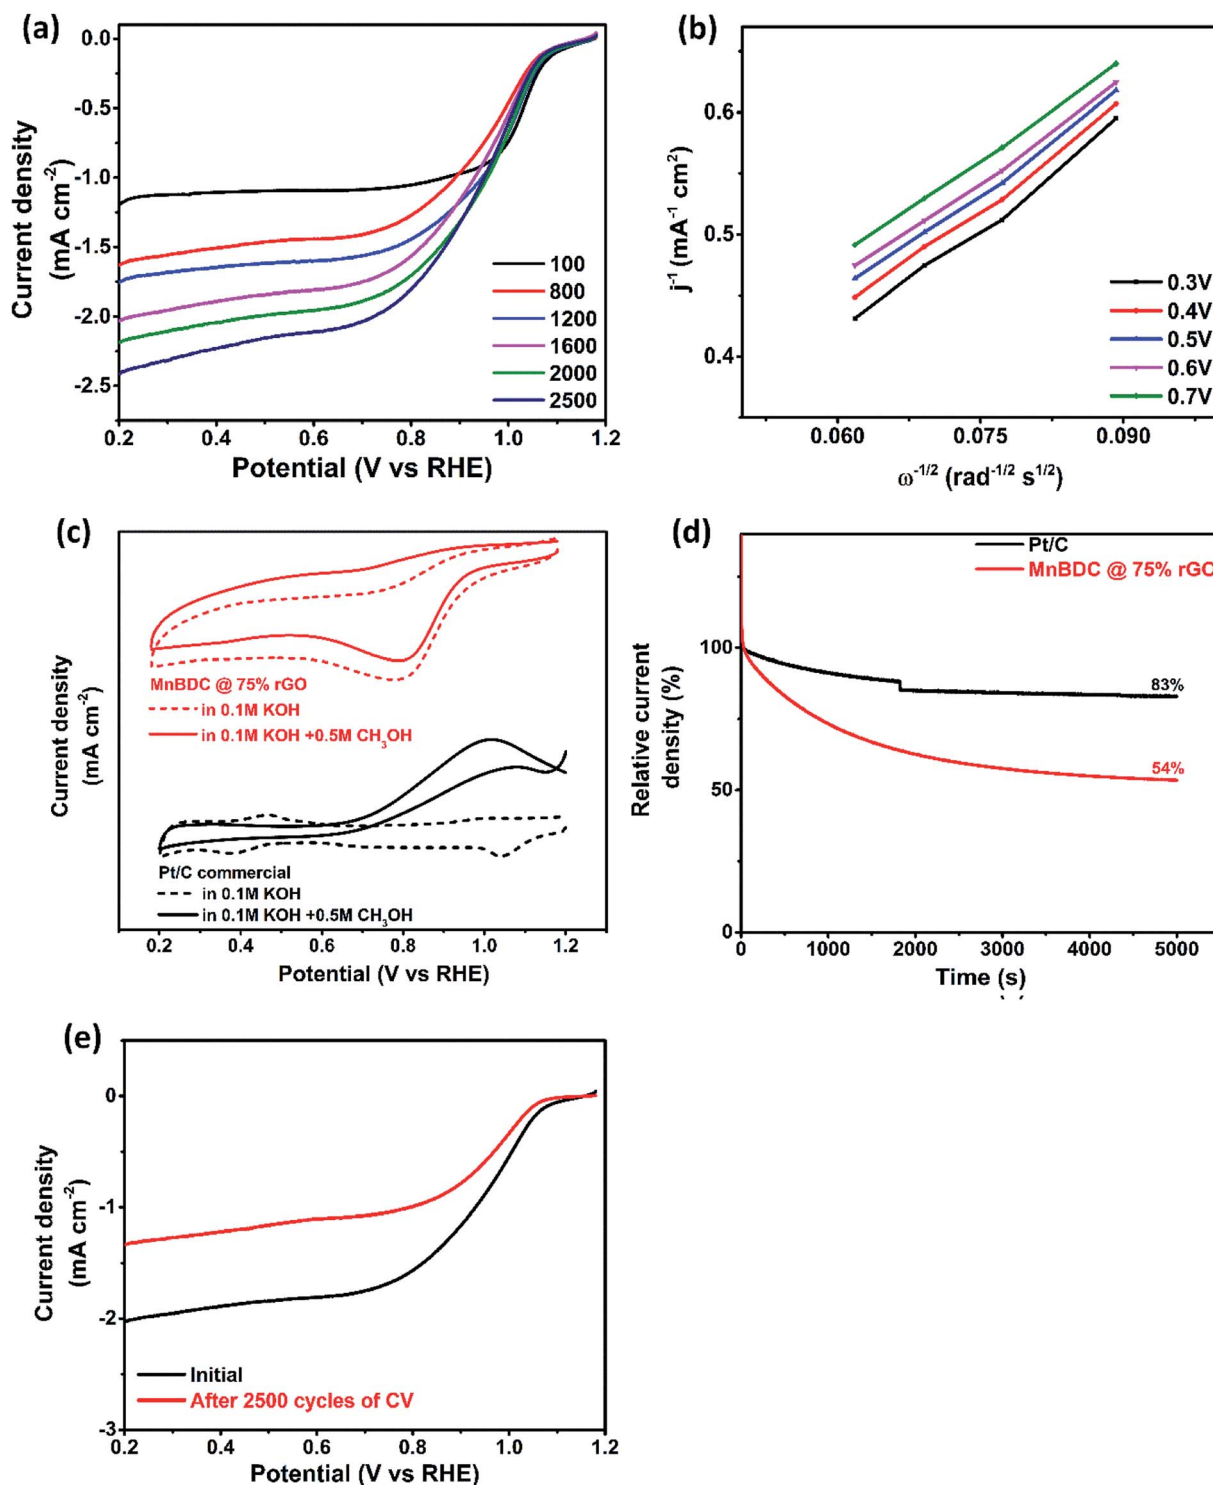 (a)
0.0
-0.5
-1.0
-1.5
-2.0
-2.5
Current density
(mA cm⁻²)
100
800
1200
1600
2000
2500
0.2 0.4 0.6 0.8 1.0 1.2
Potential (V vs RHE)
(b)
0.6
0.5
0.4
j⁻¹ (mA⁻¹ cm²)
0.3V
0.4V
0.5V
0.6V
0.7V
0.060 0.075 0.090
ω⁻¹/² (rad⁻¹/² s¹/²)
(c)
Current density
(mA cm⁻²)
MnBDC @ 75% rGO
in 0.1M KOH
in 0.1M KOH +0.5M CH₃OH
Pt/C commercial
in 0.1M KOH
in 0.1M KOH +0.5M CH₃OH
0.2 0.4 0.6 0.8 1.0 1.2
Potential (V vs RHE)
(d)
Pt/C
MnBDC @ 75% rGO
100
50
0
Relative current
density (%)
83%
54%
0 1000 2000 3000 4000 5000
Time (s)
(e)
0
-1
-2
-3
Current density
(mA cm⁻²)
Initial
After 2500 cycles of CV
0.2 0.4 0.6 0.8 1.0 1.2
Potential (V vs RHE)